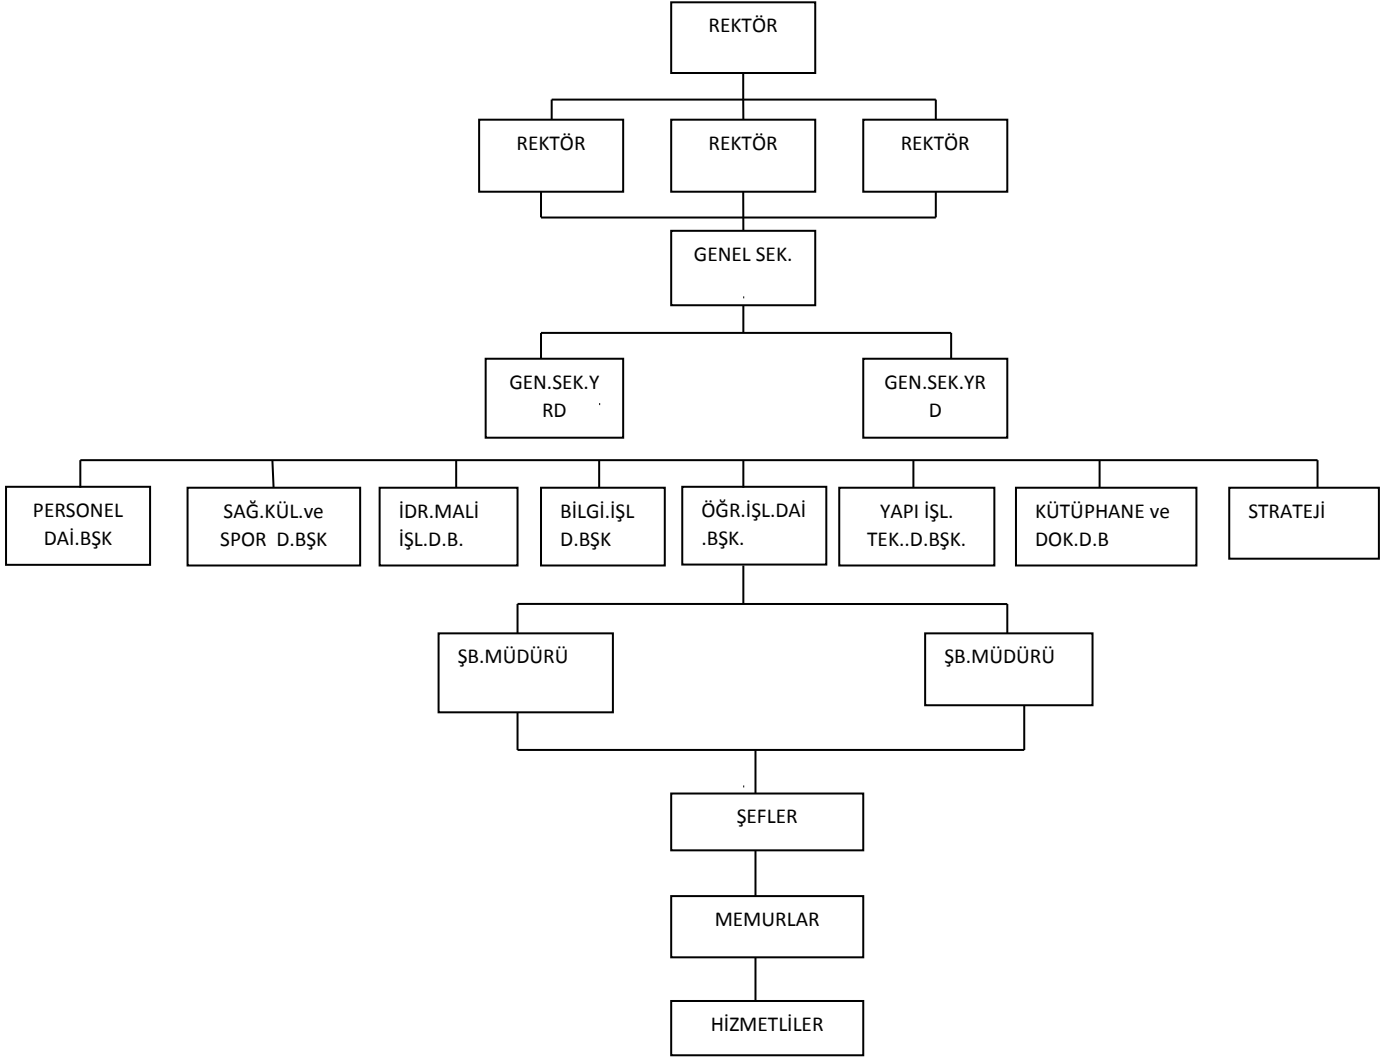 REKTÖR
REKTÖR
REKTÖR
REKTÖR
GENEL SEK.
GEN.SEK.Y
RD
GEN.SEK.YR
D
PERSONEL
DAİ.BŞK
SAĞ.KÜL.ve
SPOR D.BŞK
İDR.MALİ
İŞL.D.B.
BİLGİ.İŞL
D.BŞK
ÖĞR.İŞL.DAİ
.BŞK.
YAPI İŞL.
TEK..D.BŞK.
KÜTÜPHANE ve
DOK.D.B
STRATEJİ
ŞB.MÜDÜRÜ
ŞB.MÜDÜRÜ
ŞEFLER
MEMURLAR
HİZMETLİLER